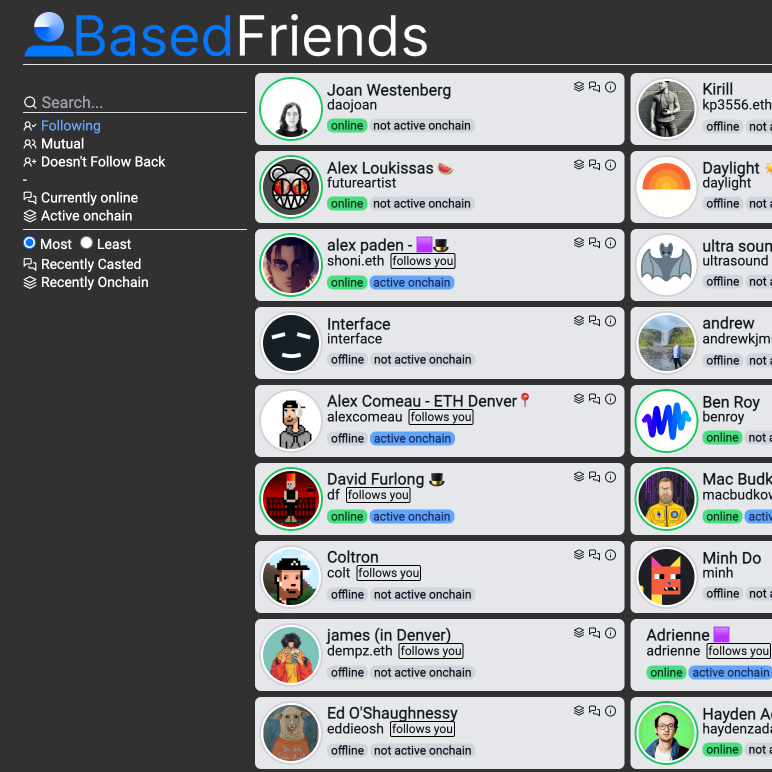 BasedFriends
Search...
Following
Mutual
Doesn't Follow Back
-
Currently online
Active onchain
Most Least
Recently Casted
Recently Onchain
Joan Westenberg
daojoan
online not active onchain
Alex Loukissas 🍉
futureartist
online not active onchain
alex paden - 🟪🎩
shoni.eth follows you
online active onchain
Interface
interface
offline not active onchain
Alex Comeau - ETH Denver📍
alexcomeau follows you
offline active onchain
David Furlong 🎩
df follows you
online active onchain
Coltron
colt follows you
offline not active onchain
james (in Denver)
dempz.eth follows you
offline not active onchain
Ed O'Shaughnessy
eddieosh follows you
offline not active onchain
Kirill
kp3556.eth
offline not a
Daylight
daylight
offline not a
ultra soun
ultrasound
offline not a
andrew
andrewkjm
offline not a
Ben Roy
benroy
online not a
Mac Budk
macbudkov
online activ
Minh Do
minh
offline not a
Adrienne 🟪
adrienne follows you
online active onchain
Hayden A
haydenzada
online not a